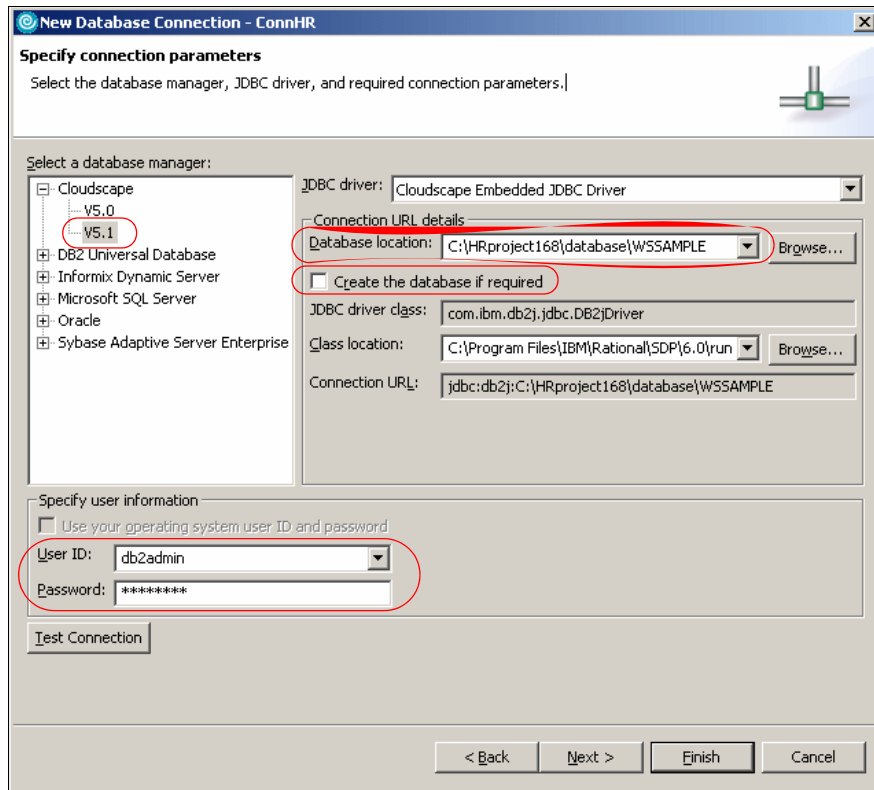 New Database Connection - ConnHR
Specify connection parameters
Select the database manager, JDBC driver, and required connection parameters.
Select a database manager:
Cloudscape
V5.0
V5.1
DB2 Universal Database
Informix Dynamic Server
Microsoft SQL Server
Oracle
Sybase Adaptive Server Enterprise
JDBC driver: Cloudscape Embedded JDBC Driver
Connection URL details
Database location: C:\HRproject168\database\WSSAMPLE Browse...
Create the database if required
JDBC driver class: com.ibm.db2j.jdbc.DB2jDriver
Class location: C:\Program Files\IBM\Rational\SDP\6.0\run Browse...
Connection URL: jdbc:db2j:C:\HRproject168\database\WSSAMPLE
Specify user information
Use your operating system user ID and password
User ID: db2admin
Password: ********
Test Connection
< Back Next > Finish Cancel